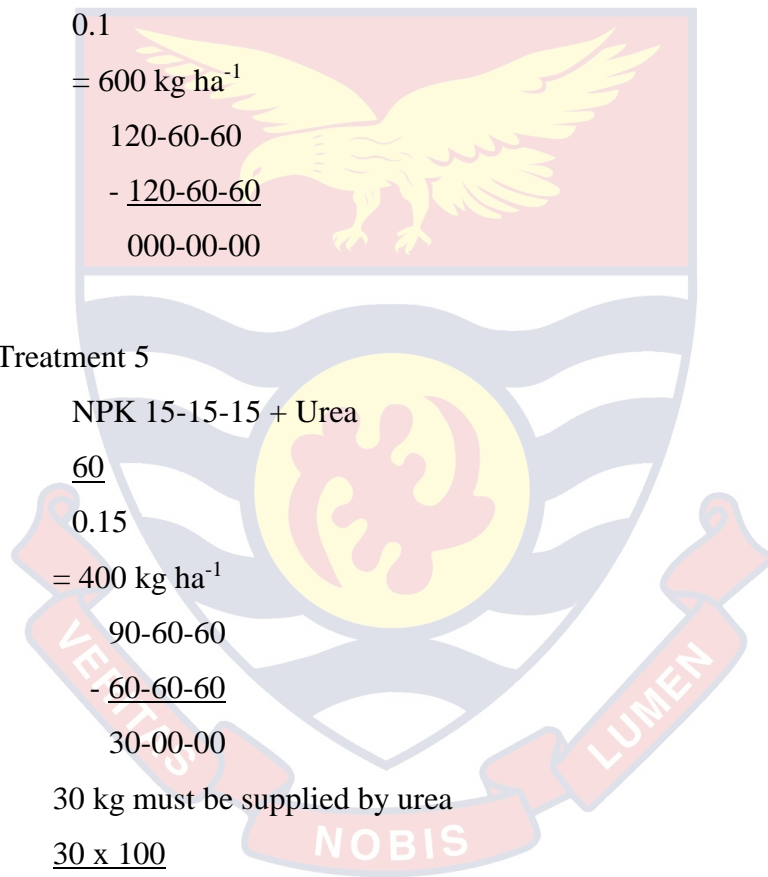 0.1
= 600 kg ha⁻¹
120-60-60
- 120-60-60
000-00-00
Treatment 5
NPK 15-15-15 + Urea
60
0.15
= 400 kg ha⁻¹
90-60-60
- 60-60-60
30-00-00
30 kg must be supplied by urea
30 x 100
VERITAS
NOBIS
LUMEN